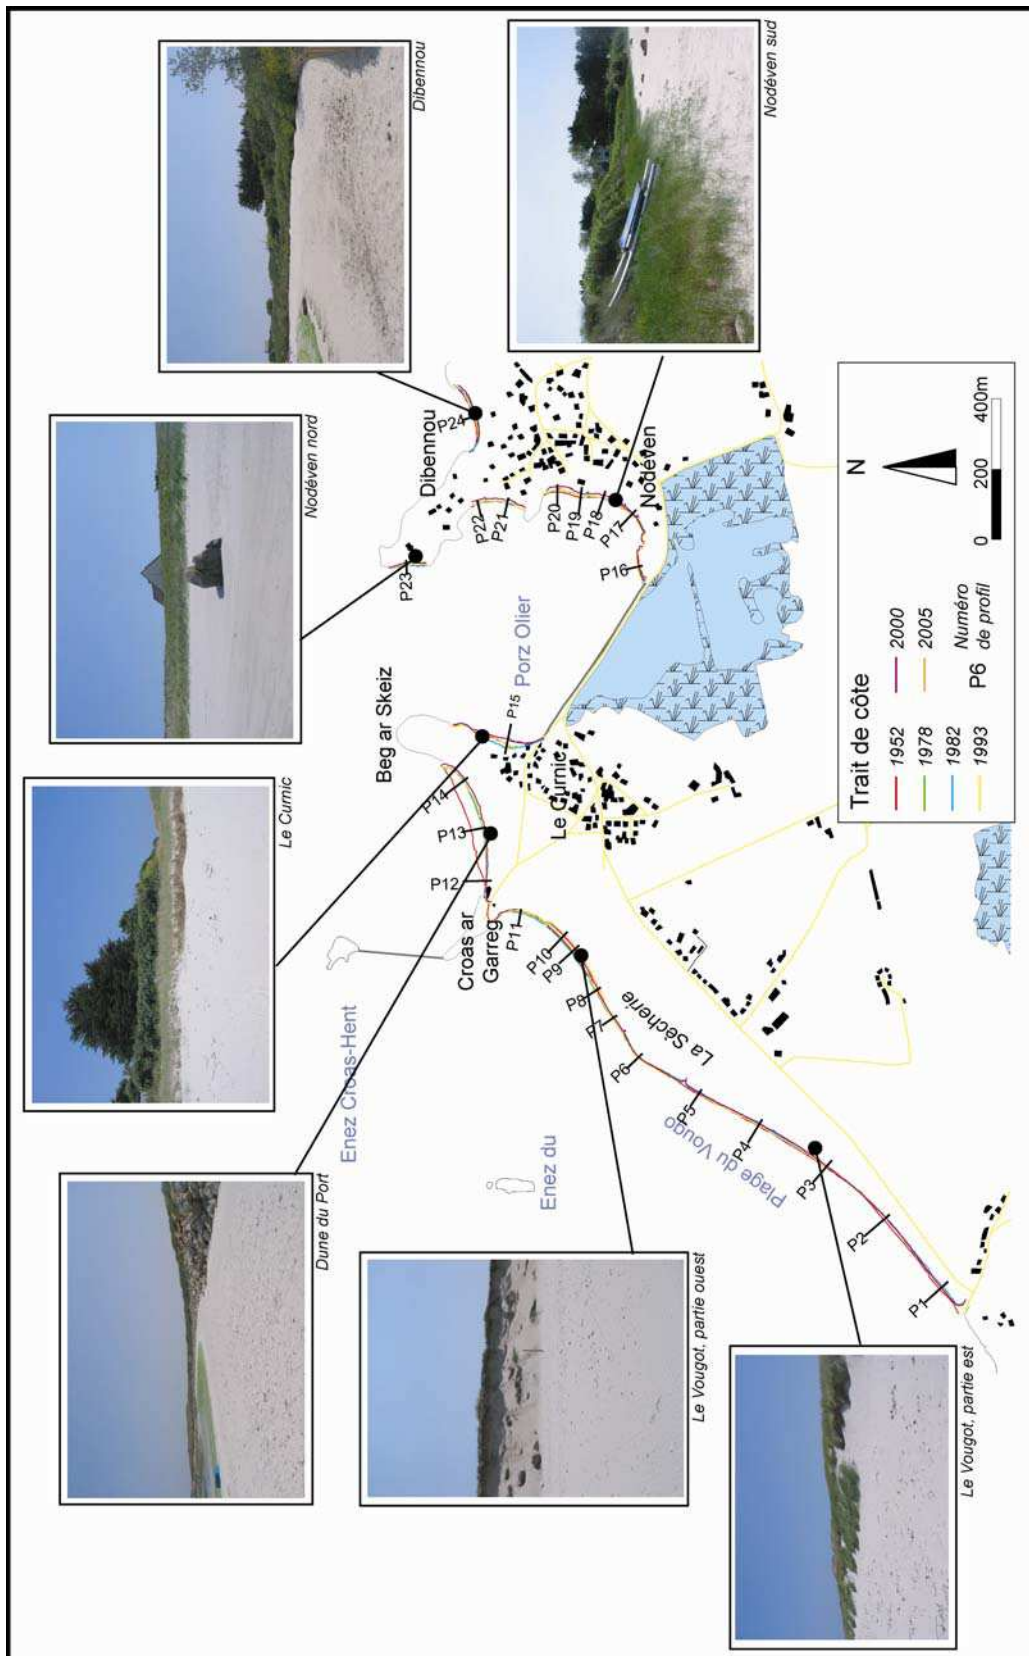 Le Vougot, partie est
Le Vougot, partie ouest
Dune du Port
Le Curnic
Nodéven nord
Dibennou
Nodéven sud
Enez Croas-Hent
Enez du
Croas ar
Garreg
Beg ar Skeiz
Porz Olier
Dibennou
Nodéven
Le Curnic
La Sècherie
Plage du Vougo
P1
P2
P3
P4
P5
P6
P7
P8
P9
P10
P11
P12
P13
P14
P15
P16
P17
P18
P19
P20
P21
P22
P23
P24
Trait de côte
1952
1978
1982
1993
2000
2005
P6 Numéro
de profil
N
0 200 400m